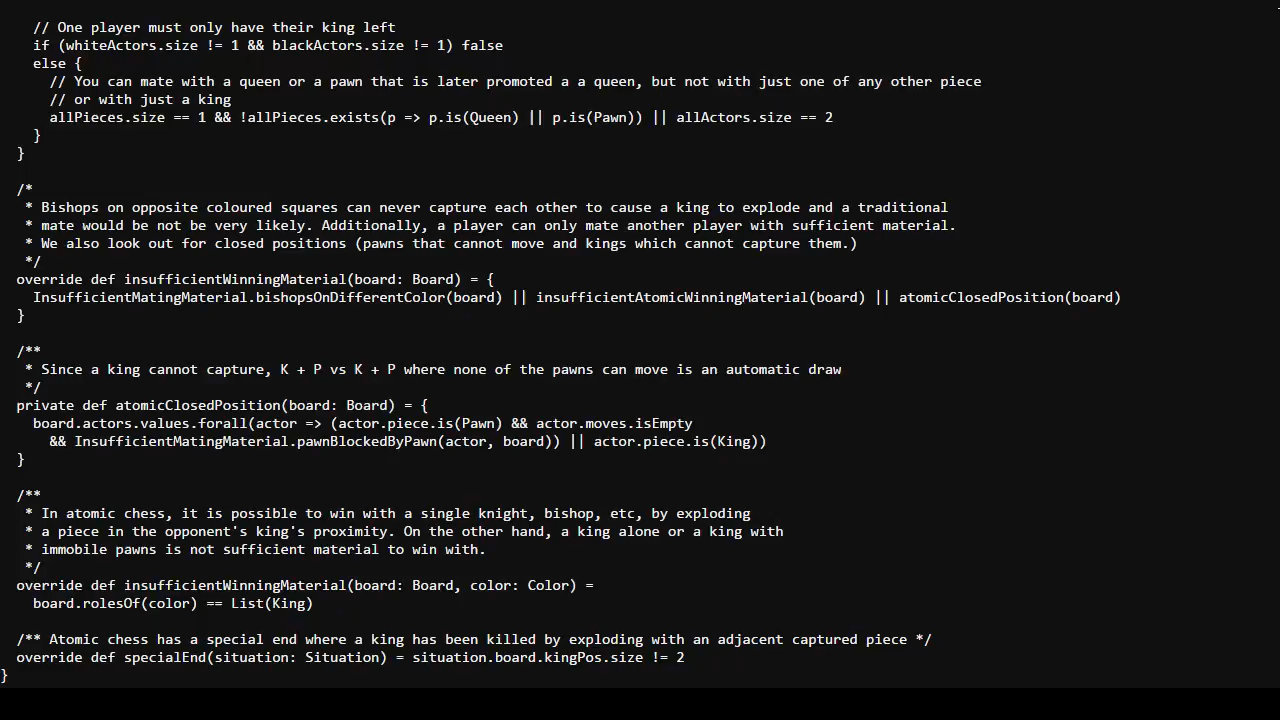 // One player must only have their king left
if (whiteActors.size != 1 && blackActors.size != 1) false
else {
// You can mate with a queen or a pawn that is later promoted a a queen, but not with just one of any other piece
// or with just a king
allPieces.size == 1 && !allPieces.exists(p => p.is(Queen) || p.is(Pawn)) || allActors.size == 2
}
}
/*
* Bishops on opposite coloured squares can never capture each other to cause a king to explode and a traditional
* mate would be not be very likely. Additionally, a player can only mate another player with sufficient material.
* We also look out for closed positions (pawns that cannot move and kings which cannot capture them.)
*/
override def insufficientWinningMaterial(board: Board) = {
InsufficientMatingMaterial.bishopsOnDifferentColor(board) || insufficientAtomicWinningMaterial(board) || atomicClosedPosition(board)
}
/**
* Since a king cannot capture, K + P vs K + P where none of the pawns can move is an automatic draw
*/
private def atomicClosedPosition(board: Board) = {
board.actors.values.forall(actor => (actor.piece.is(Pawn) && actor.moves.isEmpty
&& InsufficientMatingMaterial.pawnBlockedByPawn(actor, board)) || actor.piece.is(King))
}
/**
* In atomic chess, it is possible to win with a single knight, bishop, etc, by exploding
* a piece in the opponent's king's proximity. On the other hand, a king alone or a king with
* immobile pawns is not sufficient material to win with.
*/
override def insufficientWinningMaterial(board: Board, color: Color) =
board.rolesOf(color) == List(King)
/** Atomic chess has a special end where a king has been killed by exploding with an adjacent captured piece */
override def specialEnd(situation: Situation) = situation.board.kingPos.size != 2
}